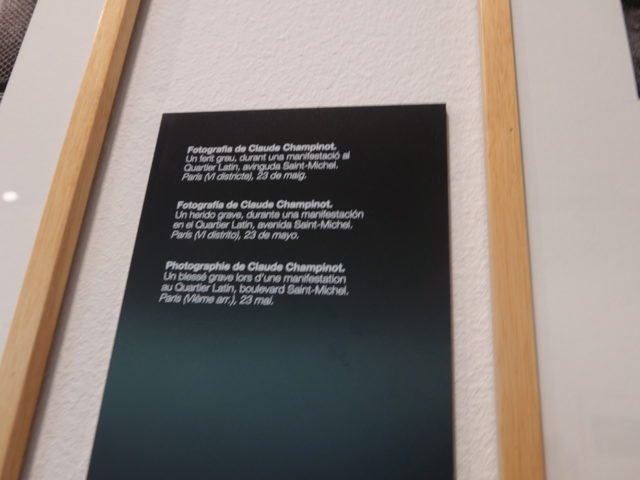 Fotografia de Claude Champinot.
Un ferit greu, durant una manifestació al
Quartier Latin, avinguda Saint-Michel.
París (VI districte), 23 de maig.
Fotografía de Claude Champinot.
Un herido grave, durante una manifestación
en el Quartier Latin, avenida Saint-Michel.
París (VI distrito), 23 de mayo.
Photographie de Claude Champinot.
Un blessé grave lors d'une manifestation
au Quartier Latin, boulevard Saint-Michel.
Paris (VIème arr.), 23 mai.